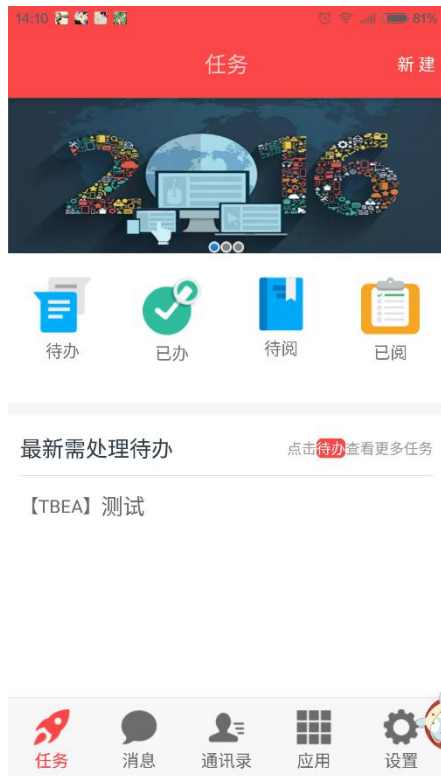 14:10 81%
任务 新建
2016
待办 已办 待阅 已阅
最新需处理待办 点击待办查看更多任务
【TBEA】测试
任务 消息 通讯录 应用 设置